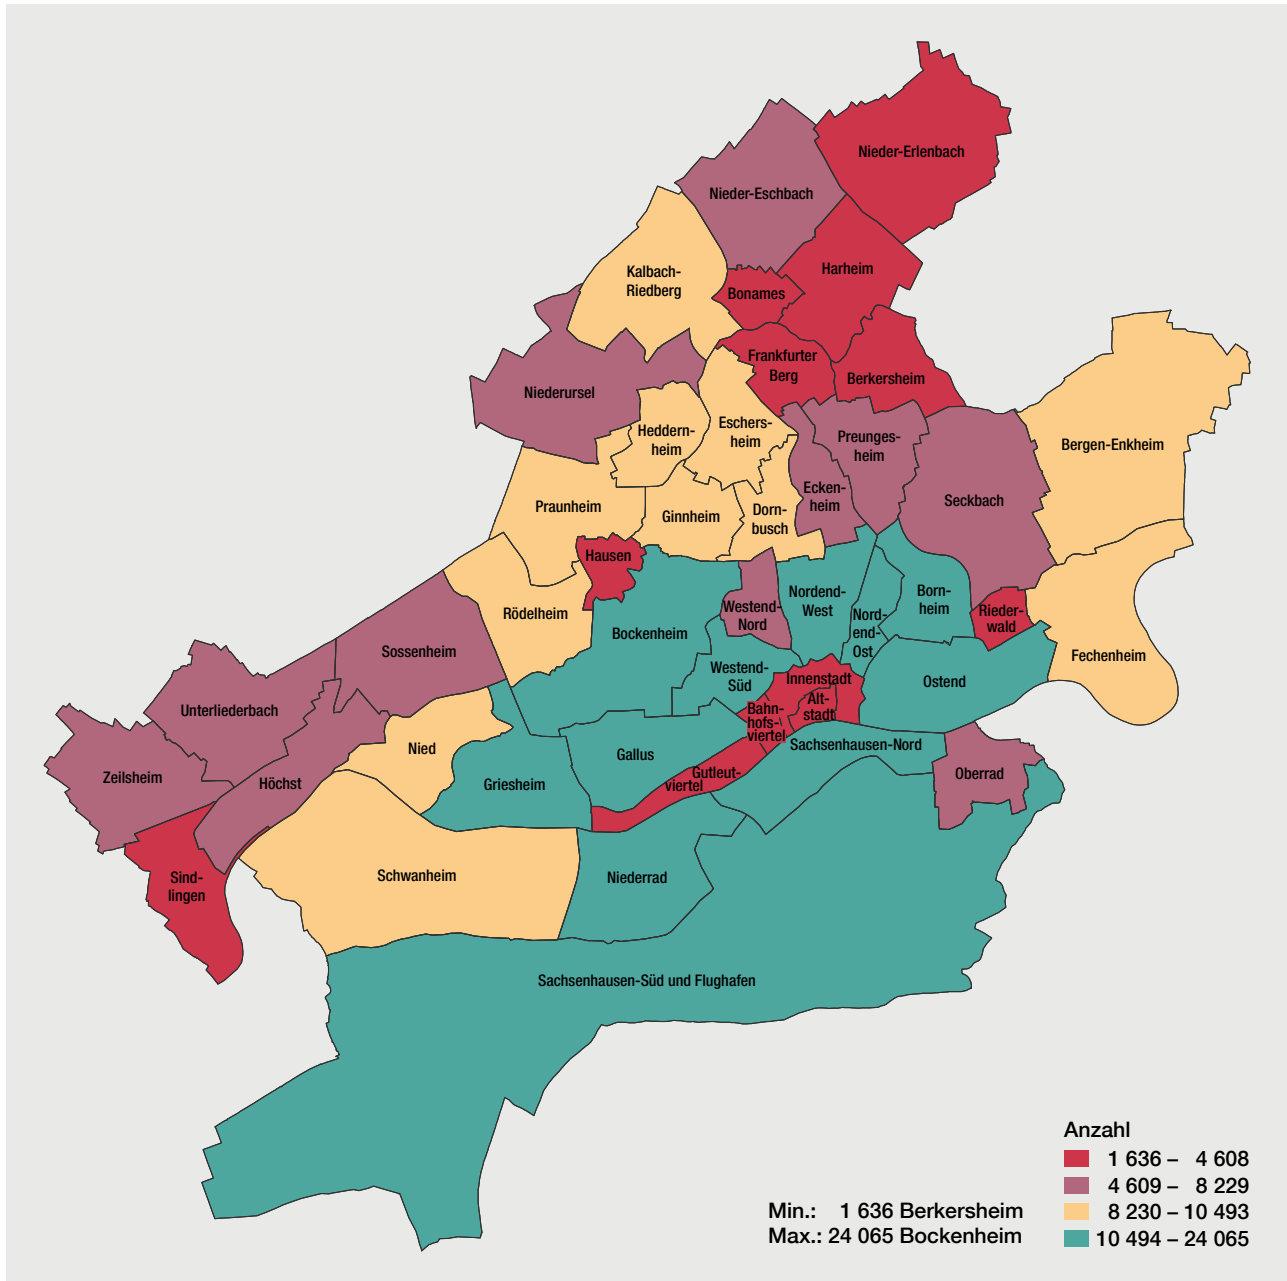 Nieder-Erlenbach
Nieder-Eschbach
Harheim
Kalbach-
Riedberg
Bonames
Frankfurter
Berg
Berkersheim
Niederursel
Heddern-
heim
Eschers-
heim
Preunges-
heim
Bergen-Enkheim
Ecken-
heim
Seckbach
Praunheim
Ginnheim
Dorn-
busch
Hausen
Rödelheim
Bockenheim
Westend-
Nord
Nordend-
West
Nord-
end-
Ost
Born-
heim
Rieder-
wald
Fechenheim
Sossenheim
Westend-
Süd
Innenstadt
Alt-
stadt
Ostend
Unterliederbach
Bahn-
hofs-
viertel
Sachsenhausen-Nord
Zeilsheim
Höchst
Nied
Griesheim
Gallus
Gutleut-
viertel
Oberrad
Sind-
lingen
Schwanheim
Niederrad
Sachsenhausen-Süd und Flughafen
Min.: 1 636 Berkersheim
Max.: 24 065 Bockenheim
Anzahl
1 636 – 4 608
4 609 – 8 229
8 230 – 10 493
10 494 – 24 065